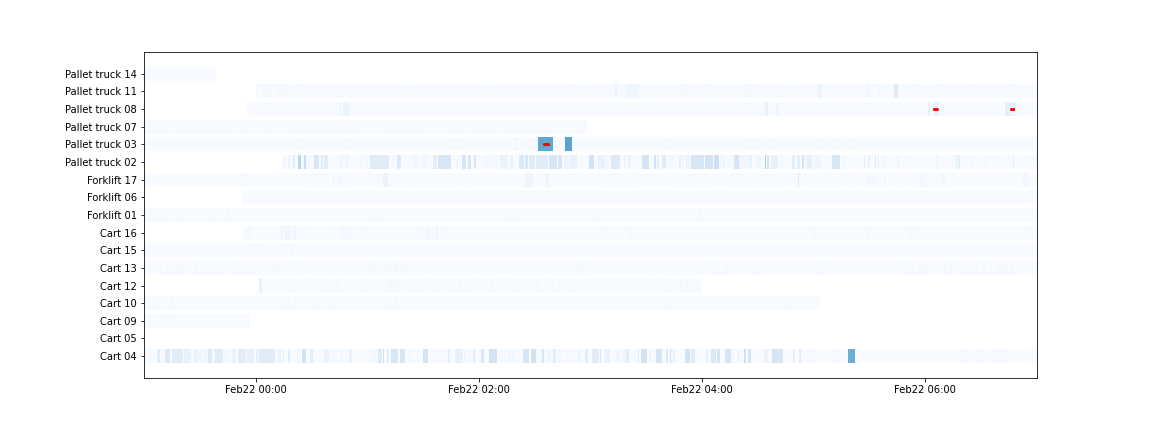 Pallet truck 14
Pallet truck 11
Pallet truck 08
Pallet truck 07
Pallet truck 03
Pallet truck 02
Forklift 17
Forklift 06
Forklift 01
Cart 16
Cart 15
Cart 13
Cart 12
Cart 10
Cart 09
Cart 05
Cart 04
Feb22 00:00
Feb22 02:00
Feb22 04:00
Feb22 06:00